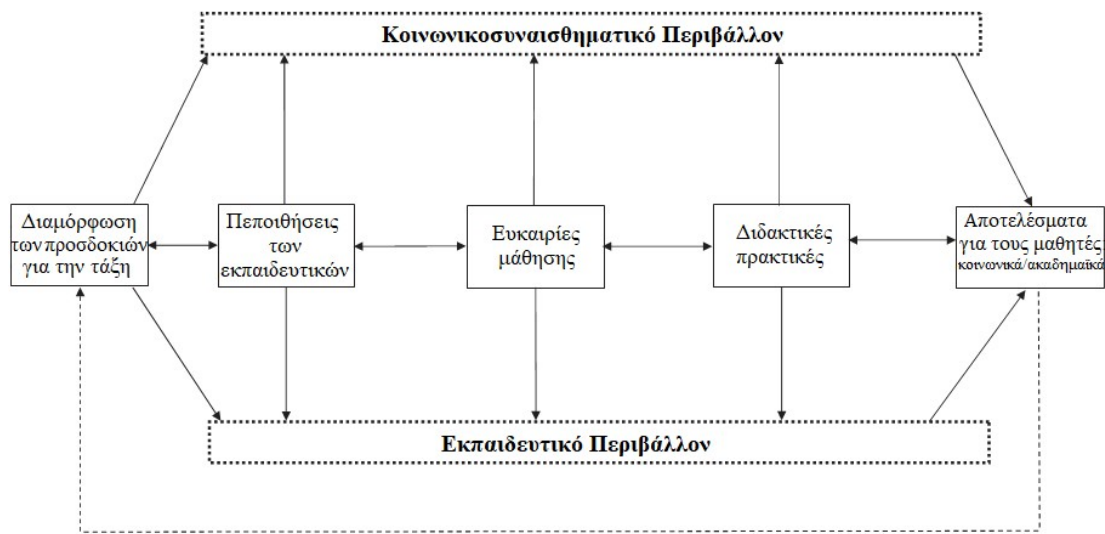 Κοινωνικοσυναισθηματικό Περιβάλλον
Διαμόρφωση
των προσδοκιών
για την τάξη
Πεποιθήσεις
των
εκπαιδευτικών
Ευκαιρίες
μάθησης
Διδακτικές
πρακτικές
Αποτελέσματα
για τους μαθητές:
κοινωνικά/ακαδημαϊκά
Εκπαιδευτικό Περιβάλλον